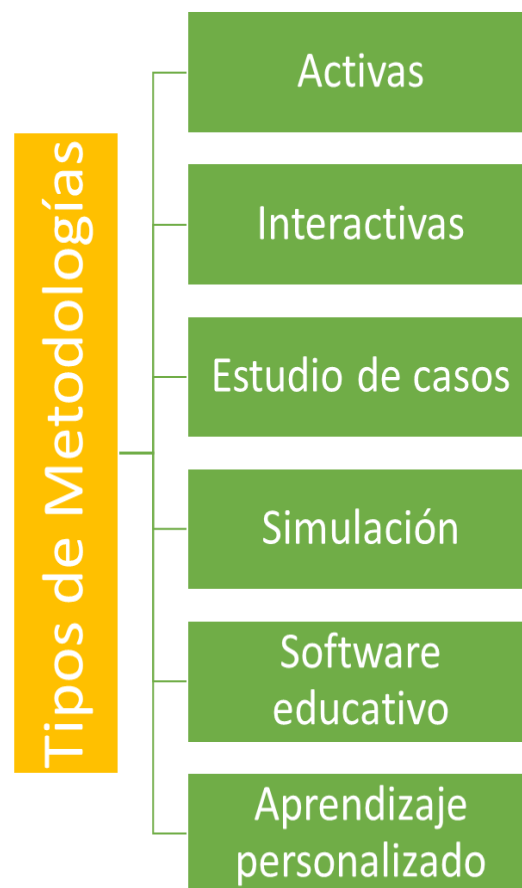 Tipos de Metodologías
Activas
Interactivas
Estudio de casos
Simulación
Software
educativo
Aprendizaje
personalizado